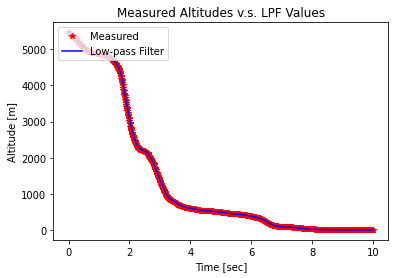 Measured Altitudes v.s. LPF Values
Measured
Low-pass Filter
Altitude [m]
5000
4000
3000
2000
1000
0
0
2
4
6
8
10
Time [sec]